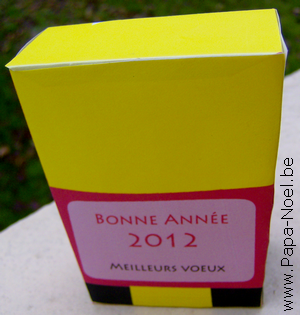 BONNE ANNÉE
2012
MEILLEURS VOEUX
www.Papa-Noel.be